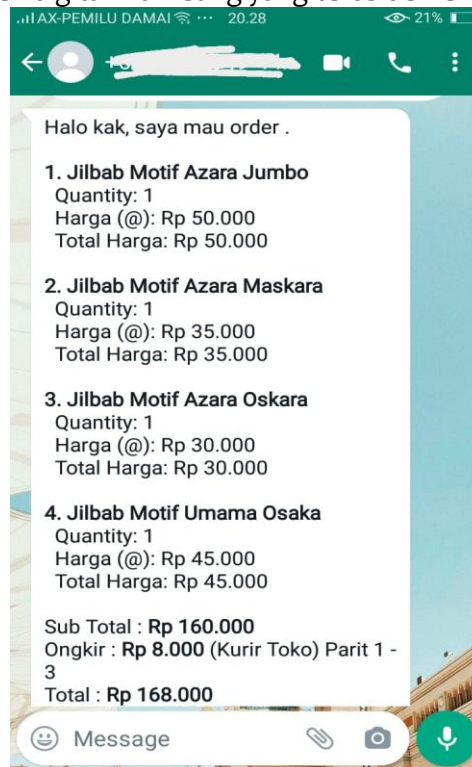 AX-PEMILU DAMAI ... 20.28 21%
Halo kak, saya mau order .
1. Jilbab Motif Azara Jumbo
Quantity: 1
Harga (@): Rp 50.000
Total Harga: Rp 50.000
2. Jilbab Motif Azara Maskara
Quantity: 1
Harga (@): Rp 35.000
Total Harga: Rp 35.000
3. Jilbab Motif Azara Oskara
Quantity: 1
Harga (@): Rp 30.000
Total Harga: Rp 30.000
4. Jilbab Motif Umama Osaka
Quantity: 1
Harga (@): Rp 45.000
Total Harga: Rp 45.000
Sub Total : Rp 160.000
Ongkir : Rp 8.000 (Kurir Toko) Parit 1 -
3
Total : Rp 168.000
Message